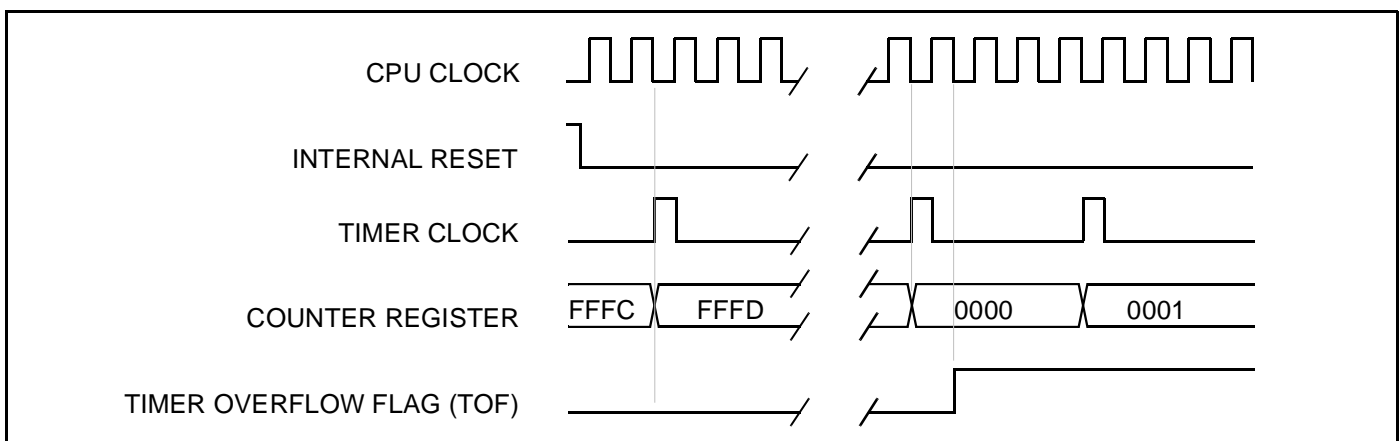 CPU CLOCK
INTERNAL RESET
TIMER CLOCK
COUNTER REGISTER FFFC FFFD 0000 0001
TIMER OVERFLOW FLAG (TOF)